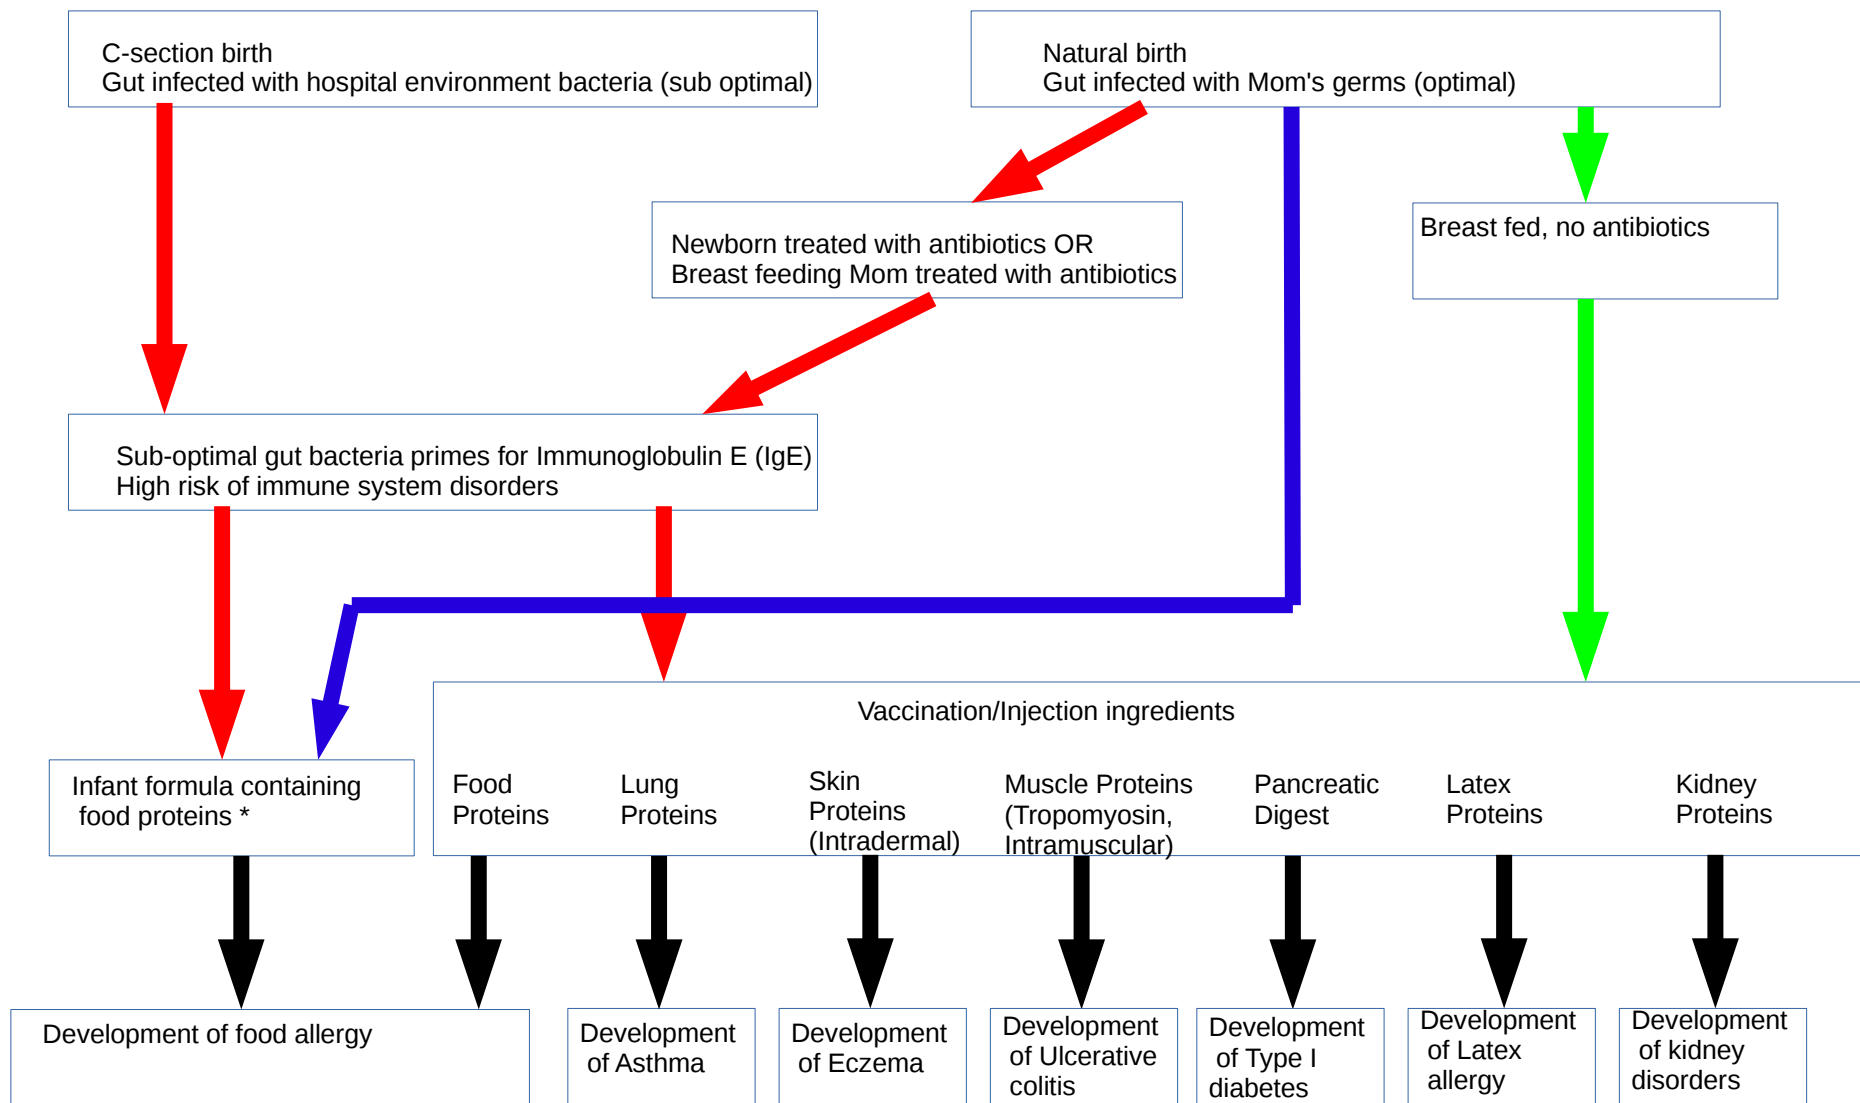 C-section birth
Gut infected with hospital environment bacteria (sub optimal)
Natural birth
Gut infected with Mom's germs (optimal)
Newborn treated with antibiotics OR
Breast feeding Mom treated with antibiotics
Breast fed, no antibiotics
Sub-optimal gut bacteria primes for Immunoglobulin E (IgE)
High risk of immune system disorders
Vaccination/Injection ingredients
Infant formula containing
food proteins *
Food
Proteins
Lung
Proteins
Skin
Proteins
(Intradermal)
Muscle Proteins
(Tropomyosin,
Intramuscular)
Pancreatic
Digest
Latex
Proteins
Kidney
Proteins
Development of food allergy
Development
of Asthma
Development
of Eczema
Development
of Ulcerative
colitis
Development
of Type I
diabetes
Development
of Latex
allergy
Development
of kidney
disorders